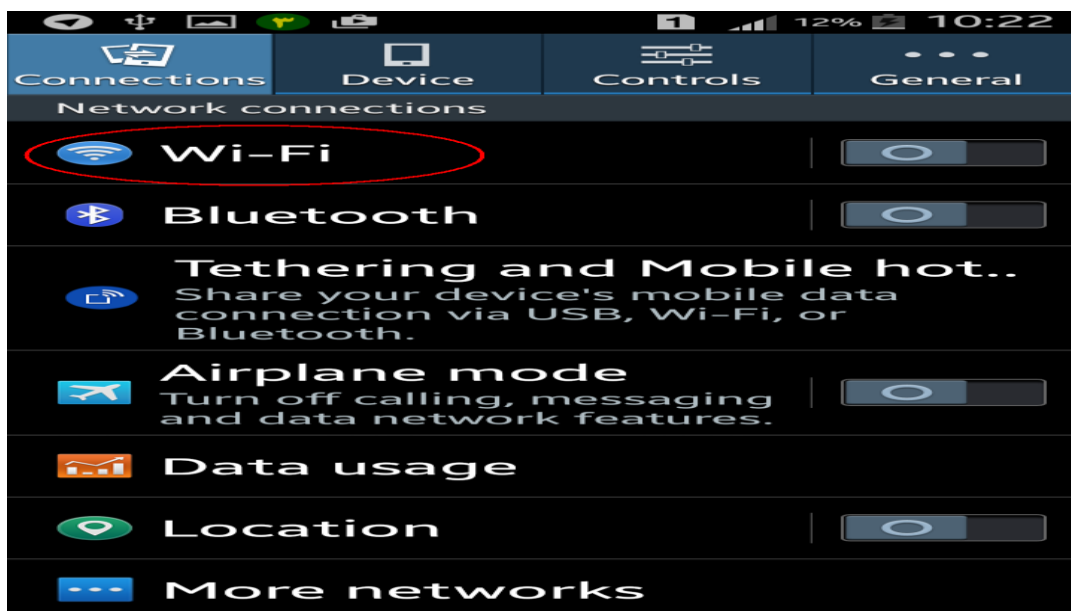 ٣ 1 12% 10:22
Connections Device Controls General
Network connections
Wi-Fi
Bluetooth
Tethering and Mobile hot..
Share your device's mobile data
connection via USB, Wi-Fi, or
Bluetooth.
Airplane mode
Turn off calling, messaging
and data network features.
Data usage
Location
More networks